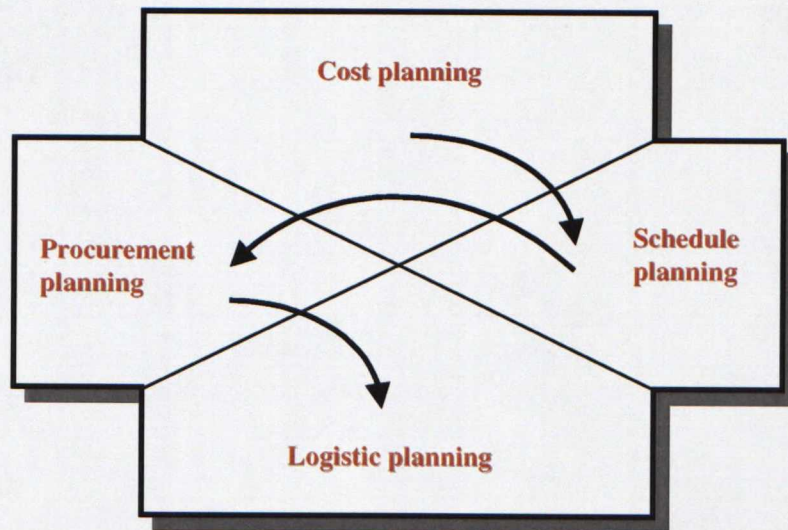 Cost planning
Procurement
planning
Schedule
planning
Logistic planning